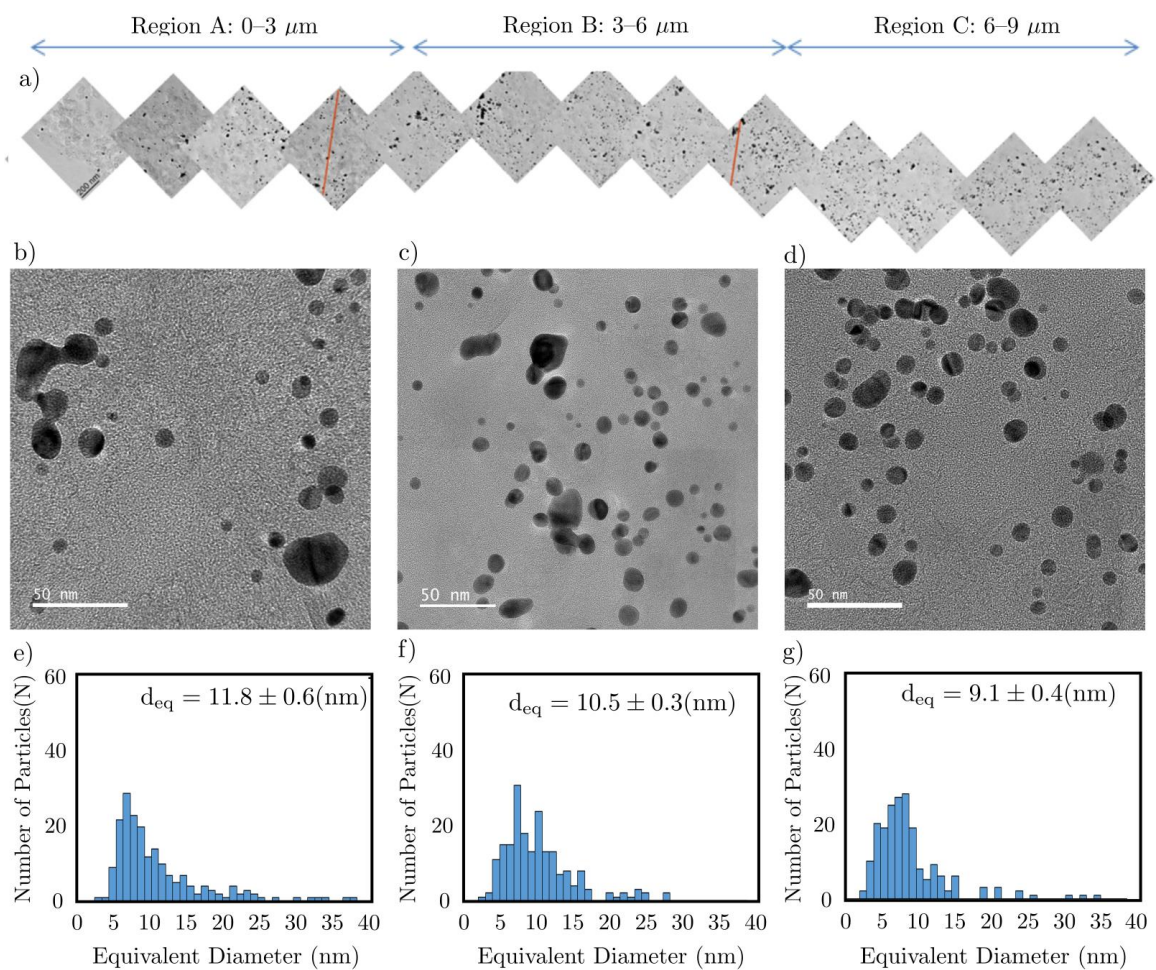 Region A: 0–3 μm
Region B: 3–6 μm
Region C: 6–9 μm
a)
200 nm
b)
c)
d)
50 nm
50 nm
50 nm
e)
f)
g)
60
40
20
0
Number of Particles(N)
d_eq = 11.8 ± 0.6(nm)
0 5 10 15 20 25 30 35 40
Equivalent Diameter (nm)
60
40
20
0
Number of Particles(N)
d_eq = 10.5 ± 0.3(nm)
0 5 10 15 20 25 30 40
Equivalent Diameter (nm)
60
40
20
0
Number of Particles(N)
d_eq = 9.1 ± 0.4(nm)
0 5 10 15 20 25 30 35 40
Equivalent Diameter (nm)